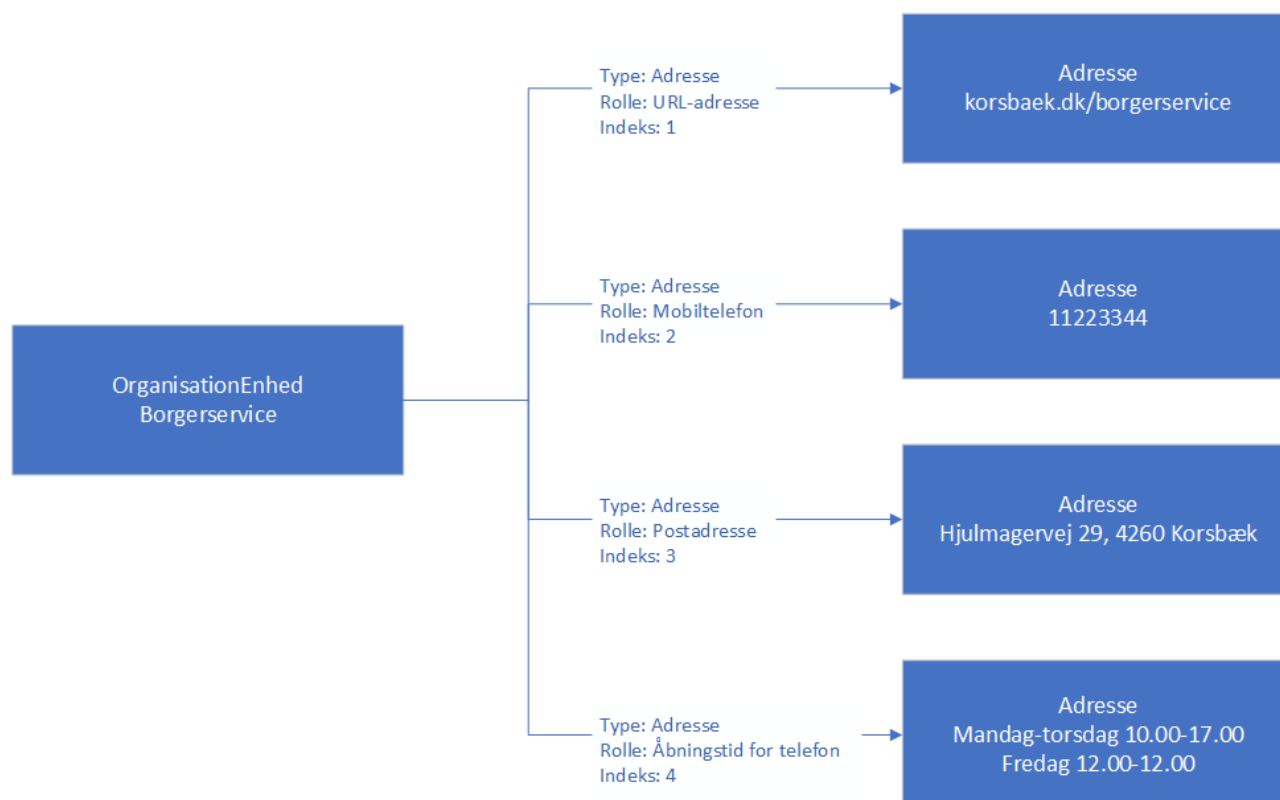 Type: Adresse
Rolle: URL-adresse
Indeks: 1
Adresse
korsbaek.dk/borgerservice
Type: Adresse
Rolle: Mobiltelefon
Indeks: 2
Adresse
11223344
OrganisationEnhed
Borgerservice
Type: Adresse
Rolle: Postadresse
Indeks: 3
Adresse
Hjulmagervej 29, 4260 Korsbæk
Type: Adresse
Rolle: Åbningstid for telefon
Indeks: 4
Adresse
Mandag-torsdag 10.00-17.00
Fredag 12.00-12.00